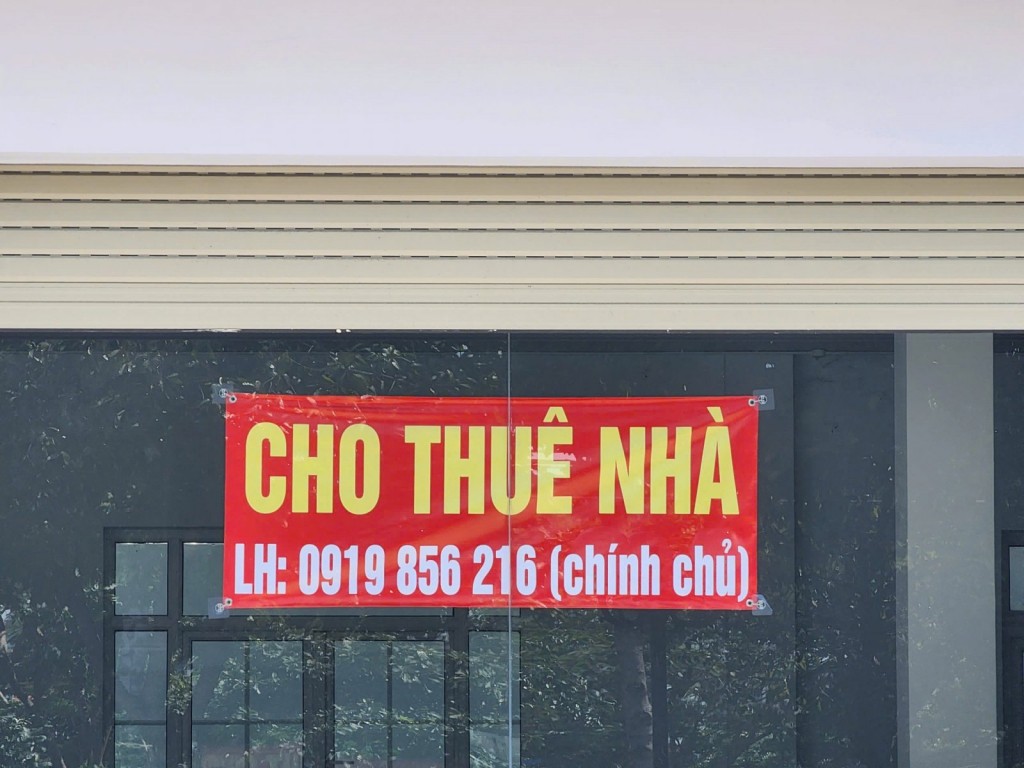 CHO THUÊ NHÀ
LH: 0919 856 216 (chính chủ)